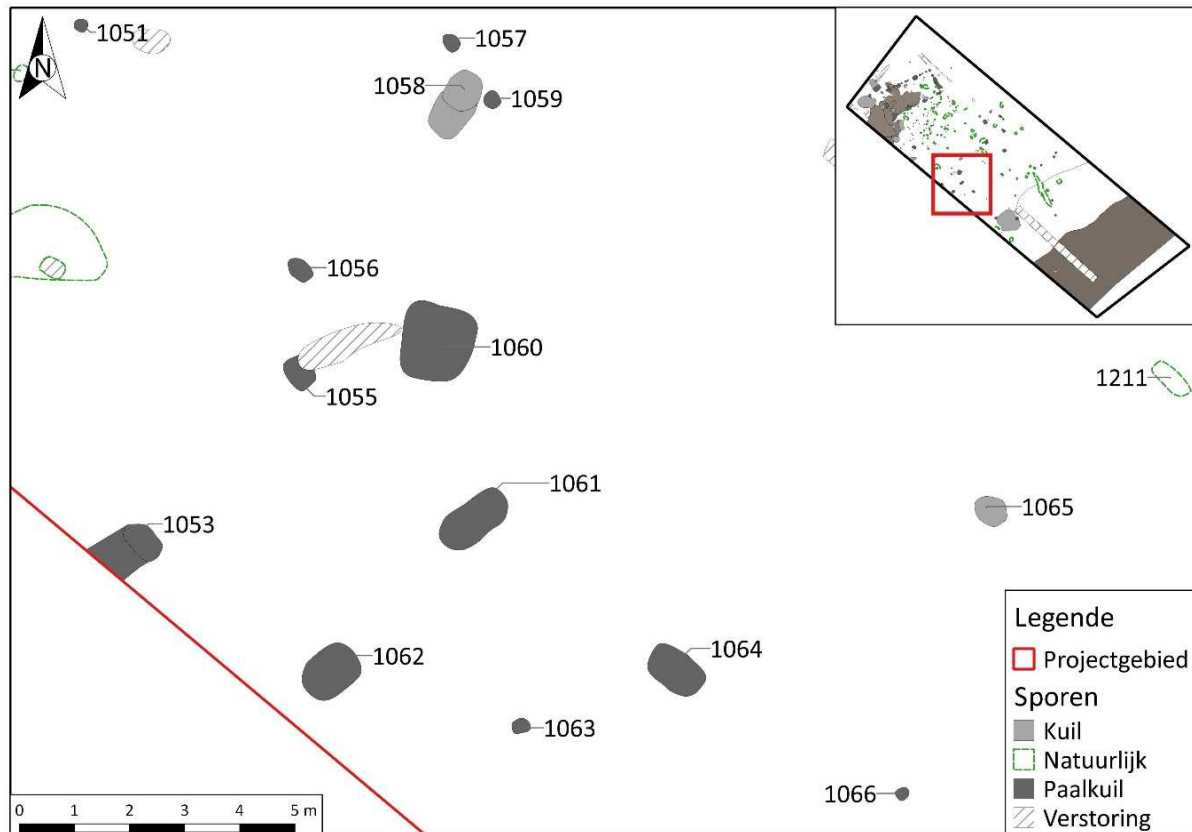 1051
1057
N
1058
1059
1056
1060
1055
1211
1061
1053
1065
1062
1064
1063
1066
Legende
Projectgebied
Sporen
Kuil
Natuurlijk
Paalkuil
Verstoring
0 1 2 3 4 5 m